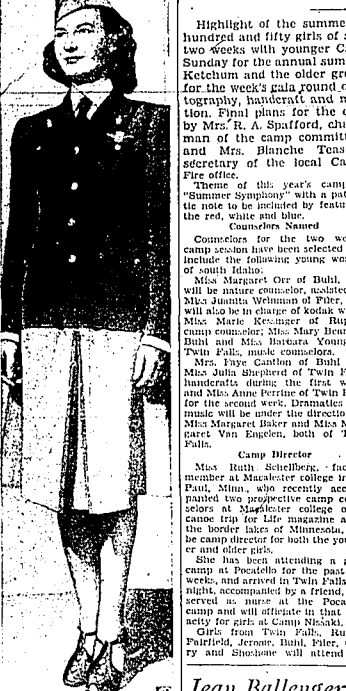 Highlight of the summe
hundred and fifty girls of
two weeks with younger C
Sunday for the annual sum
Ketchum and the older gr
for the week's gala round o
tography, handcraft and n
tion. Final plans for the
by Mrs. R. A. Spafford, cha
man of the camp committ
and Mrs. Blanche Teas
secretary of the local Ca
Fire office.
Theme of this year's camp
"Summer Symphony" with a pat
tic note to be included by featu
the red, white and blue.
Counselors Named
Counselors for the two we
camp session have been selected
include the following young wo
of south Idaho:
Miss Margaret Orr of Buhl,
will be nature counselor, assisted
Miss Juanita Weinman of Filer,
will also be in charge of kodak w
Miss Marie Kessinger of Rup
camp counselor; Miss Mary Beat
Buhl and Miss Barbara Young
Twin Falls, music counselors.
Mrs. Faye Canthon of Buhl
Miss Julia Shepherd of Twin F
handcrafts during the first w
and Miss Anne Perrine of Twin F
for the second week. Dramatics
music will be under the directio
Miss Margaret Baker and Miss M
garet Van Engelen, both of T
Falls.
Camp Director
Miss Ruth Schellberg, fac
member at Macalester college in
Paul, Minn., who recently acc
panied two prospective camp co
selors at Macalester college o
canoe trip for Life magazine a
the border lakes of Minnesota,
be camp director for both the you
er and older girls.
She has been attending a
camp at Pocatello for the past
weeks, and arrived in Twin Falls
night, accompanied by a friend,
served as nurse at the Poca
camp and will officiate in that
acity for girls at Camp Nissaki.
Girls from Twin Falls, Ru
Fairfield, Jerome, Buhl, Filer,
ry and Shoshone will attend
Jean Ballenger